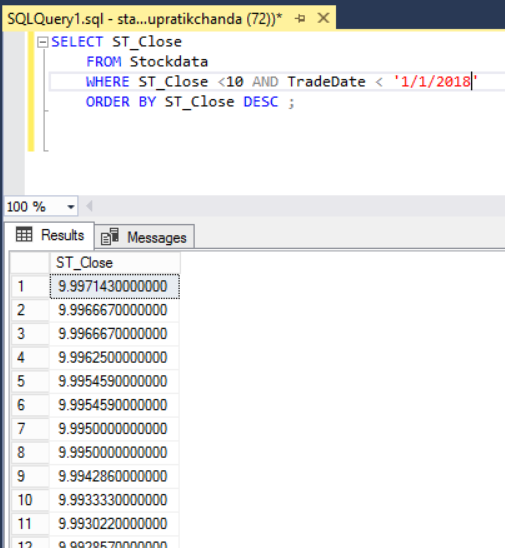 SQLQuery1.sql - sta...upratikchanda (72))*
SELECT ST_Close
FROM Stockdata
WHERE ST_Close <10 AND TradeDate < '1/1/2018'
ORDER BY ST_Close DESC ;
100 %
Results Messages
ST_Close
1 9.9971430000000
2 9.9966670000000
3 9.9966670000000
4 9.9962500000000
5 9.9954590000000
6 9.9954590000000
7 9.9950000000000
8 9.9950000000000
9 9.9942860000000
10 9.9933330000000
11 9.9930220000000
12 9.9928570000000